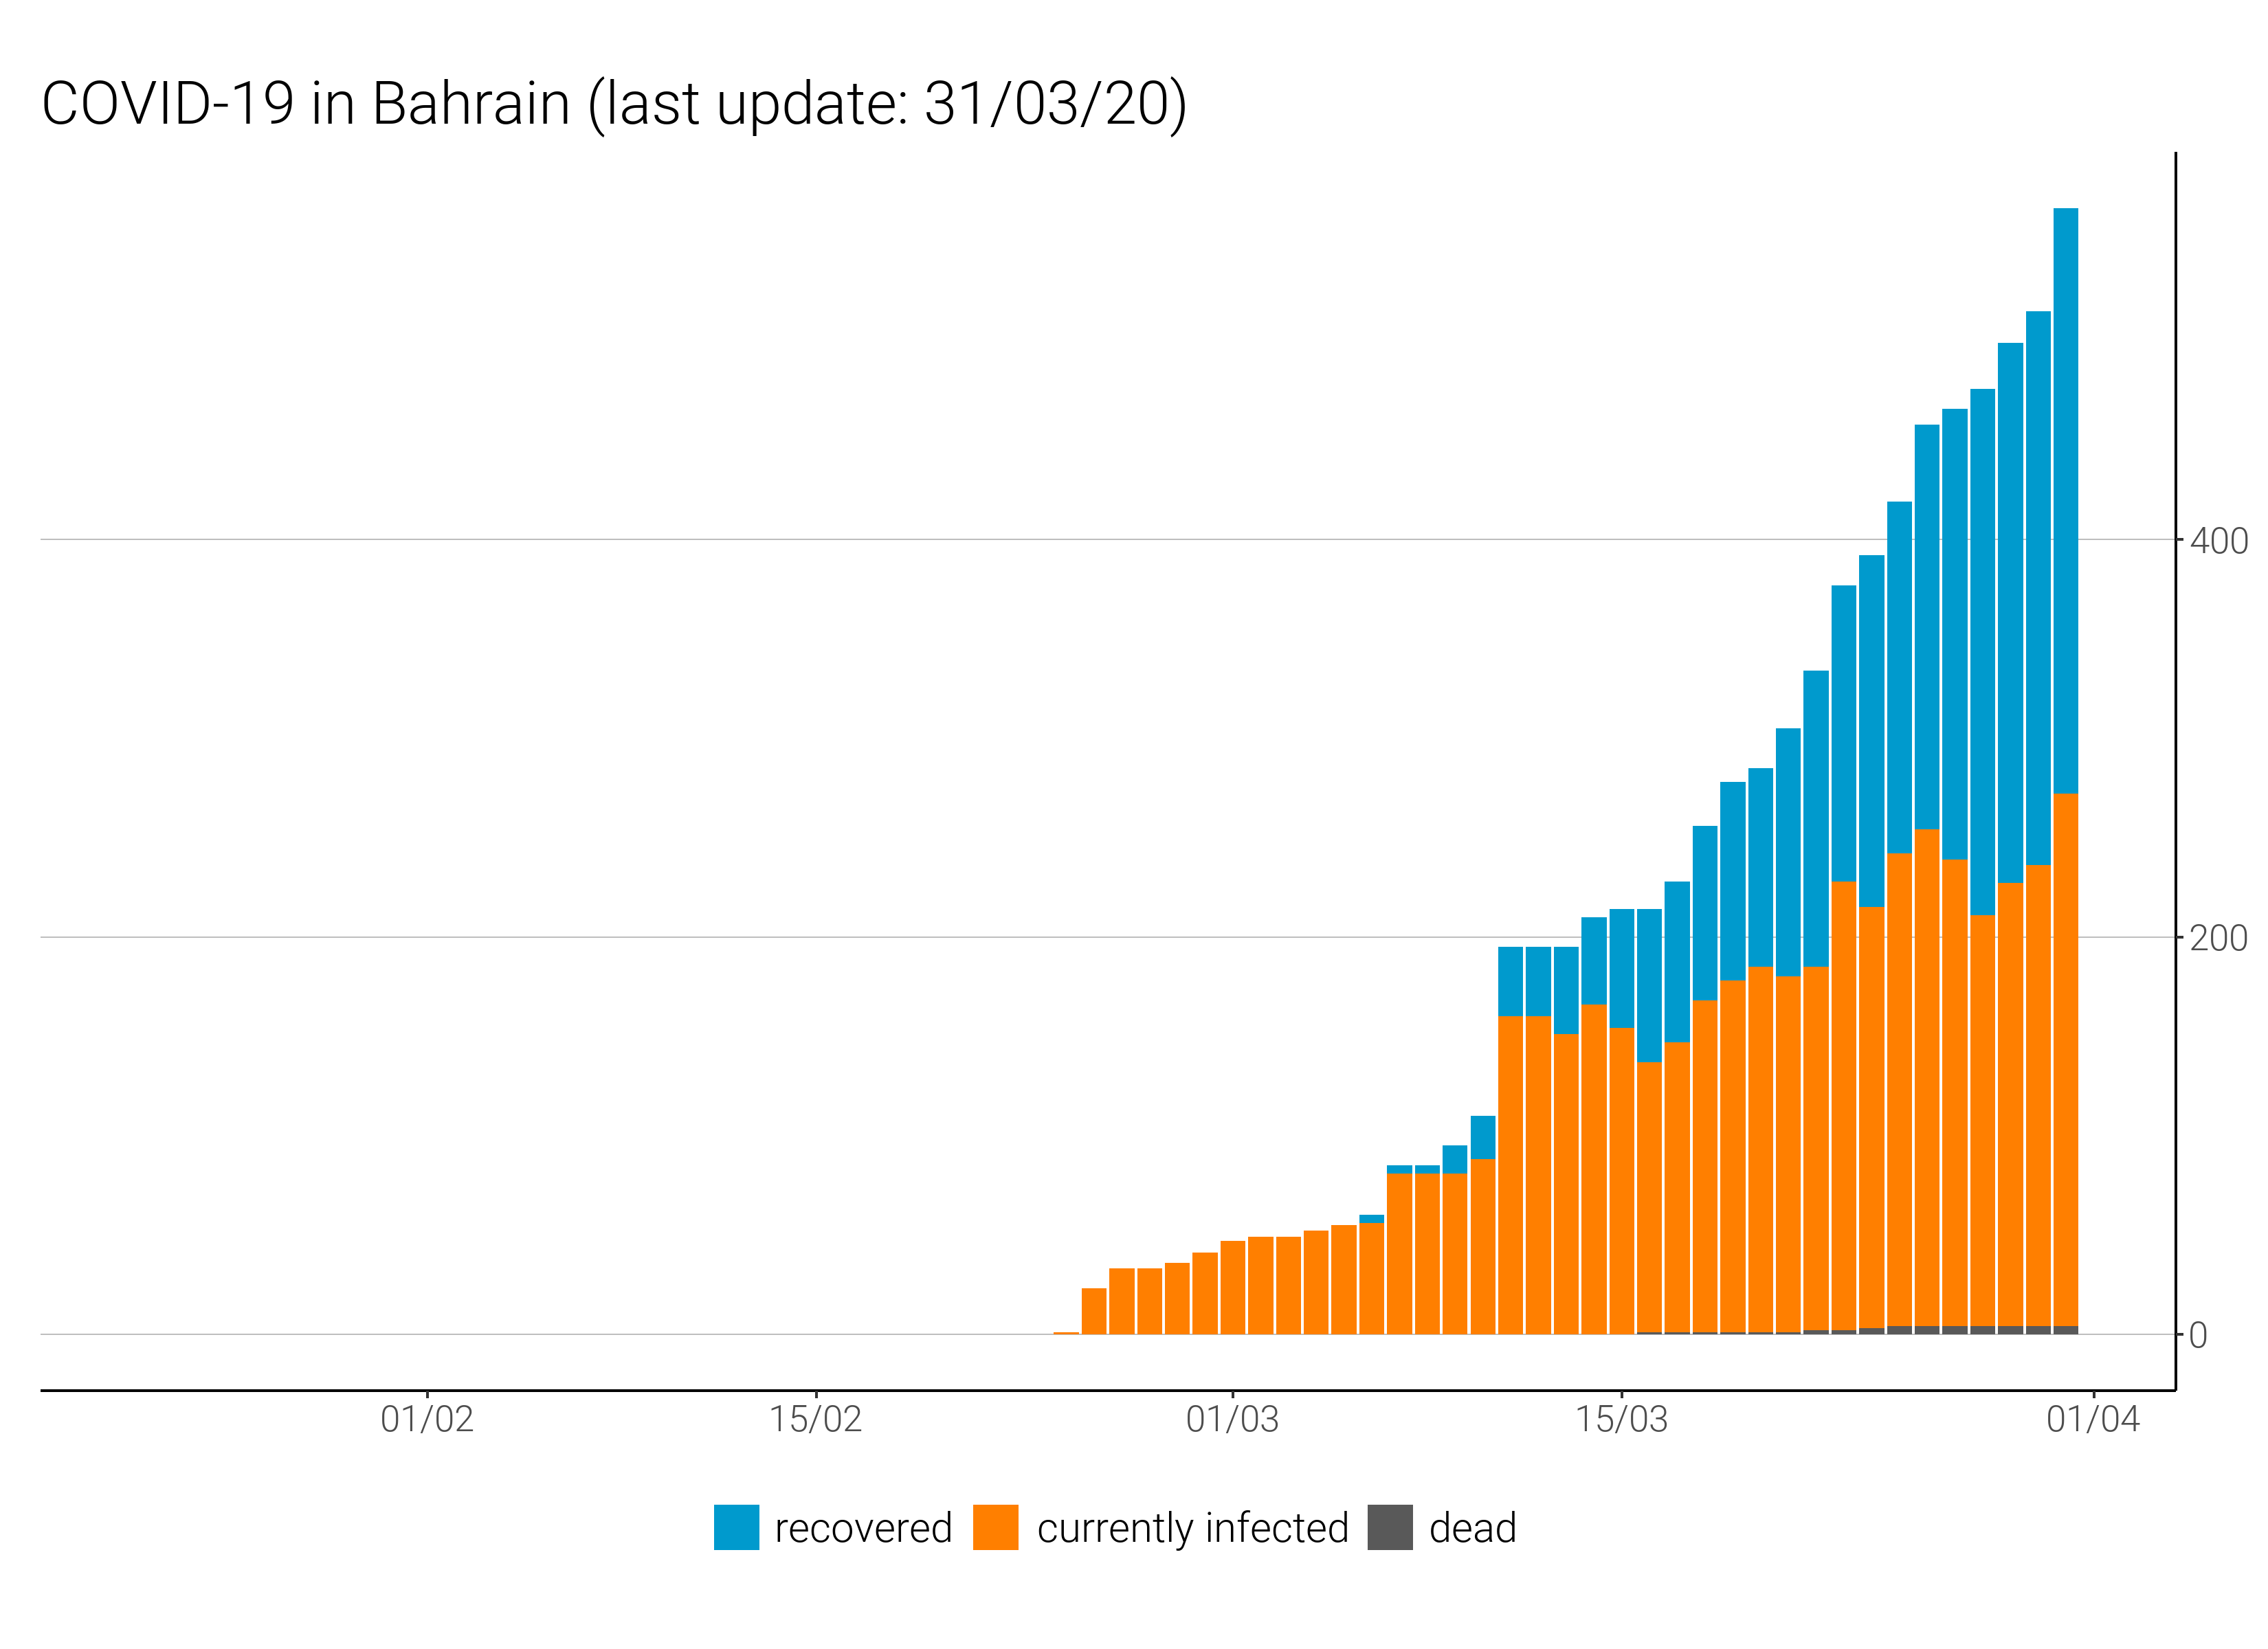 COVID-19 in Bahrain (last update: 31/03/20)
400
200
0
01/02 15/02 01/03 15/03 01/04
recovered currently infected dead